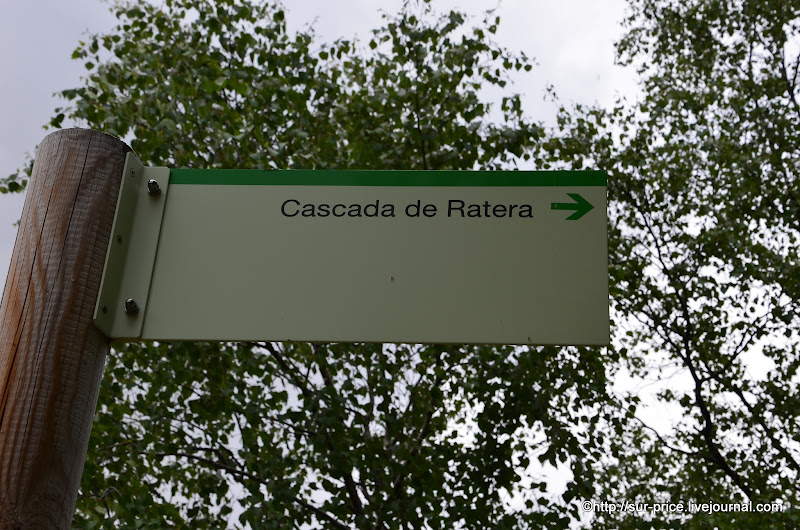 Cascada de Ratera
©http://sur-price.livejournal.com/